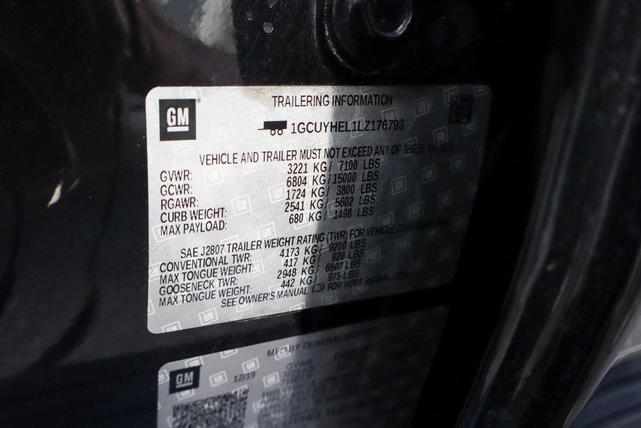 GM
TRAILERING INFORMATION
1GCUYHEL1LZ176793
VEHICLE AND TRAILER MUST NOT EXCEED ANY OF THESE VALUES
GVWR: 3221 KG/ 7100 LBS
GCWR: 6804 KG/15000 LBS
RGAWR: 1724 KG/ 3800 LBS
CURB WEIGHT: 2541 KG/ 5602 LBS
MAX PAYLOAD: 680 KG/ 1498 LBS
SAE J2807 TRAILER WEIGHT RATING (TWR) FOR VEHICLE CONFIGURATION
CONVENTIONAL TWR: 4173 KG/ 9200 LBS
MAX TONGUE WEIGHT: 417 KG/ 920 LBS
GOOSENECK TWR: 2948 KG/ 6500 LBS
MAX TONGUE WEIGHT: 442 KG/ 975 LBS
SEE OWNER'S MANUAL FOR MORE INFORMATION
GM
MFD BY GENERAL
12/19